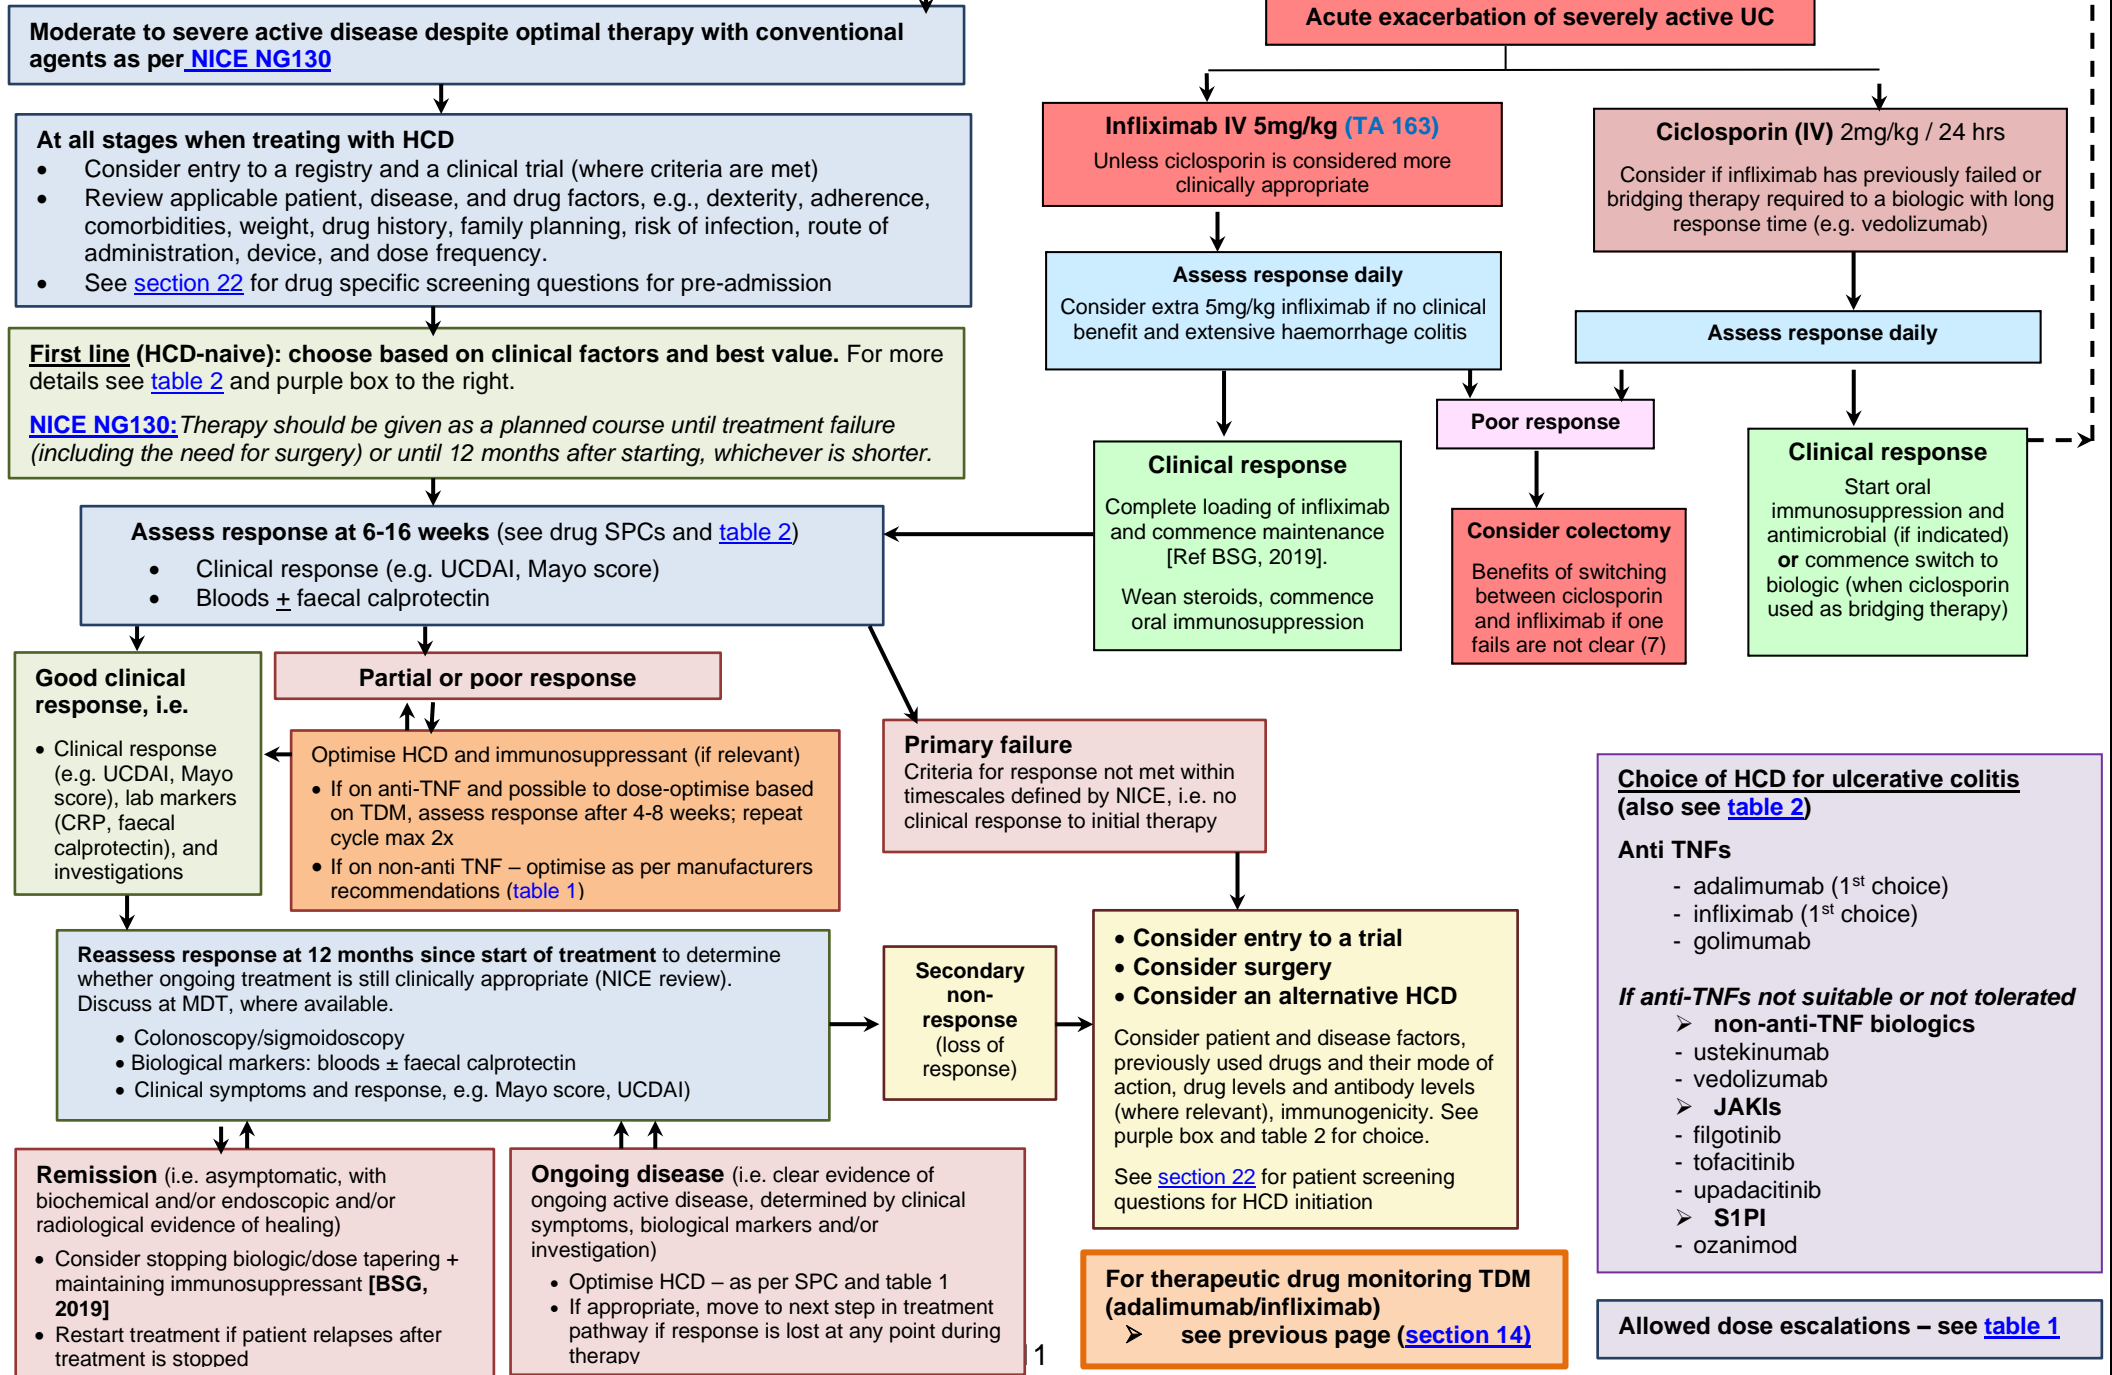 Moderate to severe active disease despite optimal therapy with conventional
agents as per NICE NG130
At all stages when treating with HCD
• Consider entry to a registry and a clinical trial (where criteria are met)
• Review applicable patient, disease, and drug factors, e.g., dexterity, adherence,
comorbidities, weight, drug history, family planning, risk of infection, route of
administration, device, and dose frequency.
• See section 22 for drug specific screening questions for pre-admission
First line (HCD-naive): choose based on clinical factors and best value. For more
details see table 2 and purple box to the right.
NICE NG130: Therapy should be given as a planned course until treatment failure
(including the need for surgery) or until 12 months after starting, whichever is shorter.
Assess response at 6-16 weeks (see drug SPCs and table 2)
• Clinical response (e.g. UCDAI, Mayo score)
• Bloods + faecal calprotectin
Good clinical
response, i.e.
• Clinical response
(e.g. UCDAI, Mayo
score), lab markers
(CRP, faecal
calprotectin), and
investigations
Partial or poor response
Optimise HCD and immunosuppressant (if relevant)
• If on anti-TNF and possible to dose-optimise based
on TDM, assess response after 4-8 weeks; repeat
cycle max 2x
• If on non-anti TNF – optimise as per manufacturers
recommendations (table 1)
Primary failure
Criteria for response not met within
timescales defined by NICE, i.e. no
clinical response to initial therapy
Reassess response at 12 months since start of treatment to determine
whether ongoing treatment is still clinically appropriate (NICE review).
Discuss at MDT, where available.
• Colonoscopy/sigmoidoscopy
• Biological markers: bloods ± faecal calprotectin
• Clinical symptoms and response, e.g. Mayo score, UCDAI)
Secondary
non-
response
(loss of
response)
• Consider entry to a trial
• Consider surgery
• Consider an alternative HCD
Consider patient and disease factors,
previously used drugs and their mode of
action, drug levels and antibody levels
(where relevant), immunogenicity. See
purple box and table 2 for choice.
See section 22 for patient screening
questions for HCD initiation
Remission (i.e. asymptomatic, with
biochemical and/or endoscopic and/or
radiological evidence of healing)
• Consider stopping biologic/dose tapering +
maintaining immunosuppressant [BSG,
2019]
• Restart treatment if patient relapses after
treatment is stopped
Ongoing disease (i.e. clear evidence of
ongoing active disease, determined by clinical
symptoms, biological markers and/or
investigation)
• Optimise HCD – as per SPC and table 1
• If appropriate, move to next step in treatment
pathway if response is lost at any point during
therapy
1
For therapeutic drug monitoring TDM
(adalimumab/infliximab)
➢ see previous page (section 14)
Acute exacerbation of severely active UC
Infliximab IV 5mg/kg (TA 163)
Unless ciclosporin is considered more
clinically appropriate
Ciclosporin (IV) 2mg/kg / 24 hrs
Consider if infliximab has previously failed or
bridging therapy required to a biologic with long
response time (e.g. vedolizumab)
Assess response daily
Consider extra 5mg/kg infliximab if no clinical
benefit and extensive haemorrhage colitis
Assess response daily
Poor response
Clinical response
Complete loading of infliximab
and commence maintenance
[Ref BSG, 2019].
Wean steroids, commence
oral immunosuppression
Consider colectomy
Benefits of switching
between ciclosporin
and infliximab if one
fails are not clear (7)
Clinical response
Start oral
immunosuppression and
antimicrobial (if indicated)
or commence switch to
biologic (when ciclosporin
used as bridging therapy)
Choice of HCD for ulcerative colitis
(also see table 2)
Anti TNFs
- adalimumab (1st choice)
- infliximab (1st choice)
- golimumab
If anti-TNFs not suitable or not tolerated
➢ non-anti-TNF biologics
- ustekinumab
- vedolizumab
➢ JAKIs
- filgotinib
- tofacitinib
- upadacitinib
➢ S1PI
- ozanimod
Allowed dose escalations – see table 1